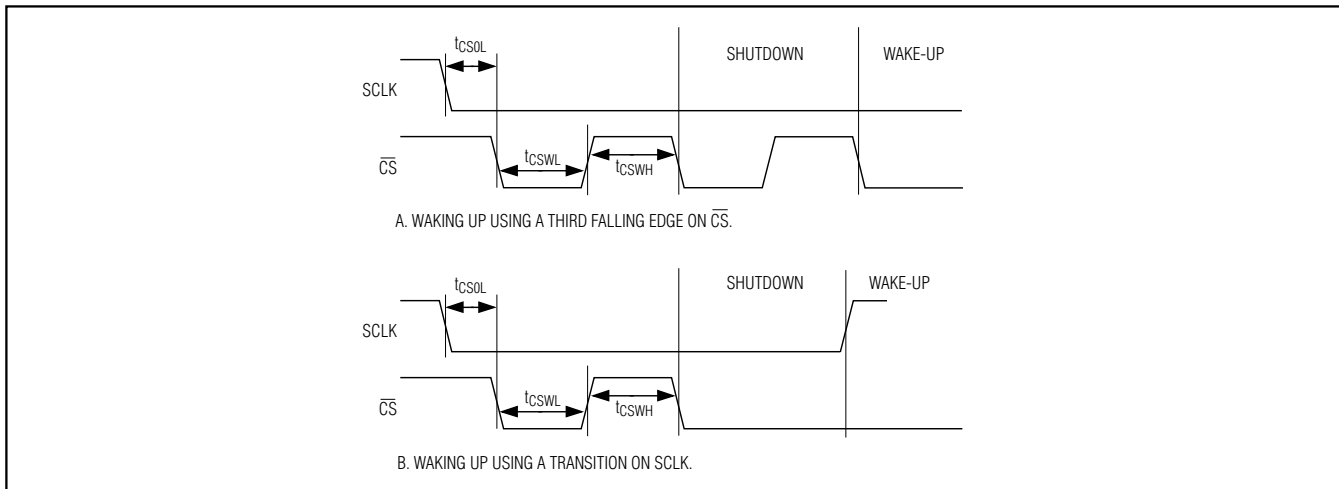 tCS0L
SHUTDOWN
WAKE-UP
SCLK
CS
tCSWL
tCSWH
A. WAKING UP USING A THIRD FALLING EDGE ON CS.
tCS0L
SHUTDOWN
WAKE-UP
SCLK
CS
tCSWL
tCSWH
B. WAKING UP USING A TRANSITION ON SCLK.